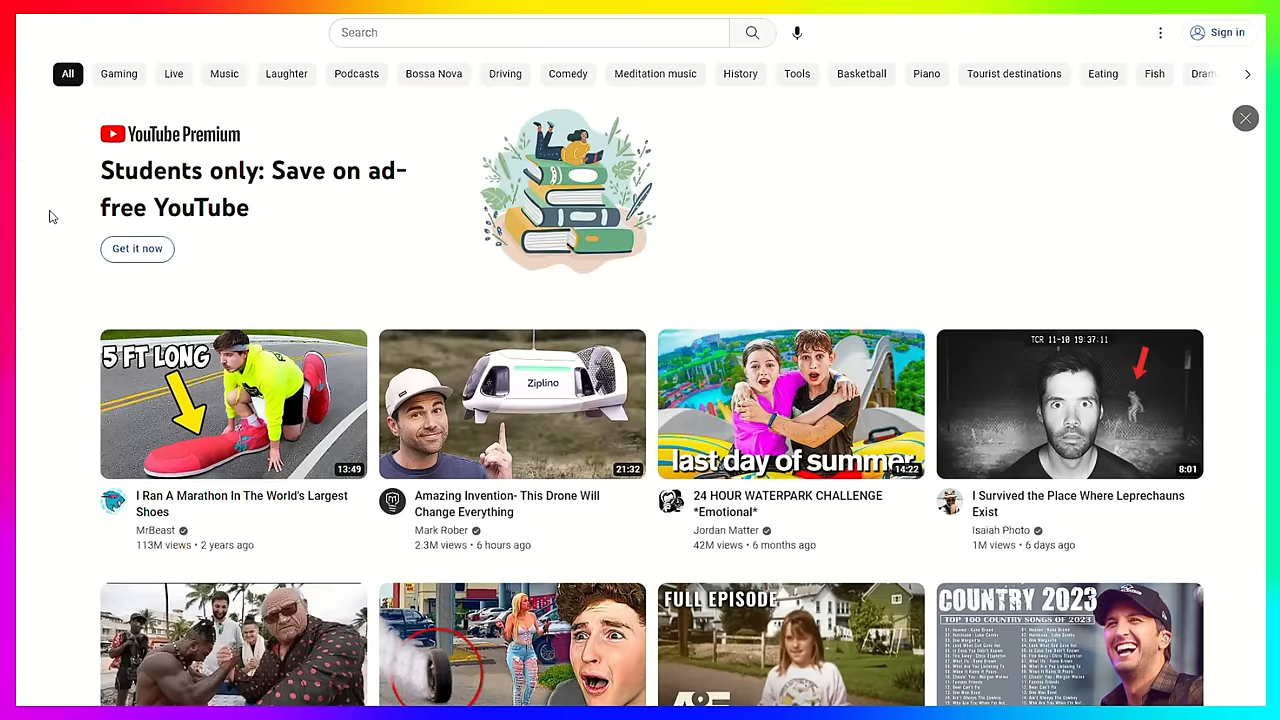 Search
Sign in
All Gaming Live Music Laughter Podcasts Bossa Nova Driving Comedy Meditation music History Tools Basketball Piano Tourist destinations Eating Fish
YouTube Premium
Students only: Save on ad-
free YouTube
Get it now
5 FT LONG
13:49
Ziplino
21:32
last day of summer
14:22
TCR 11-10 19:37:11
8:01
I Ran A Marathon In The World's Largest
Shoes
MrBeast
113M views • 2 years ago
Amazing Invention- This Drone Will
Change Everything
Mark Rober
2.3M views • 6 hours ago
24 HOUR WATERPARK CHALLENGE
*Emotional*
Jordan Matter
42M views • 6 months ago
I Survived the Place Where Leprechauns
Exist
Isaiah Photo
1M views • 6 days ago
FULL EPISODE
A&E
COUNTRY 2023
TOP 100 COUNTRY SONGS OF 2023